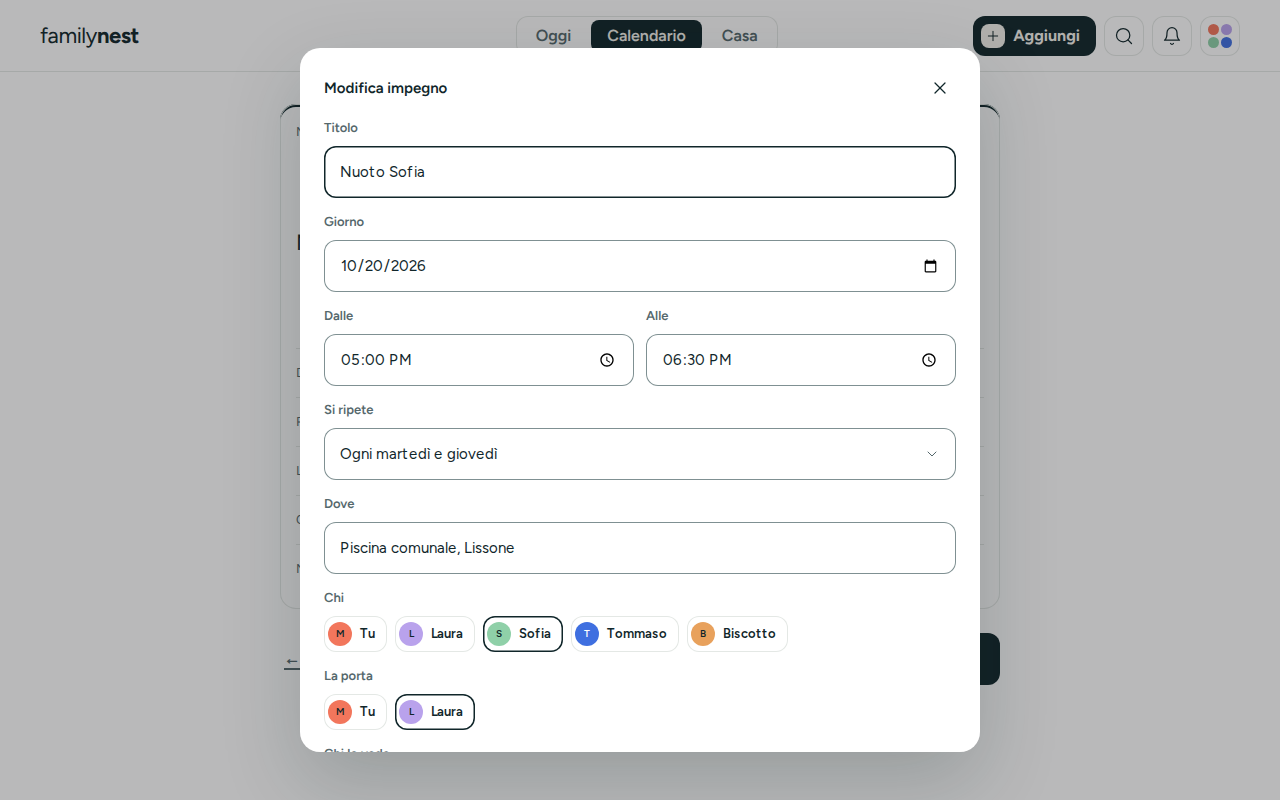 familynest
Oggi
Calendario
Casa
Aggiungi
Modifica impegno
Titolo
Nuoto Sofia
Giorno
10/20/2026
Dalle
Alle
05:00 PM
06:30 PM
Si ripete
Ogni martedì e giovedì
Dove
Piscina comunale, Lissone
Chi
M Tu
L Laura
S Sofia
T Tommaso
B Biscotto
La porta
M Tu
L Laura